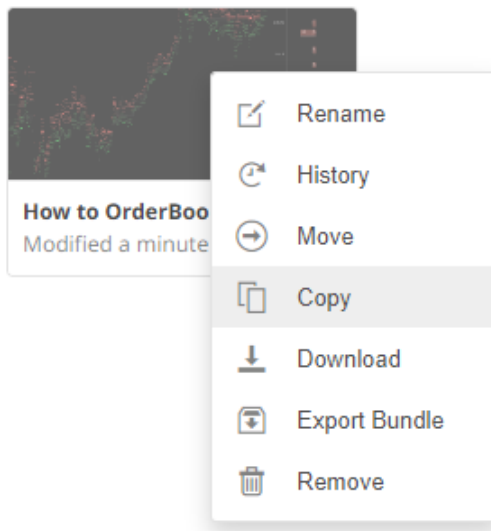 Rename
History
How to OrderBoo
Modified a minute
Move
Copy
Download
Export Bundle
Remove